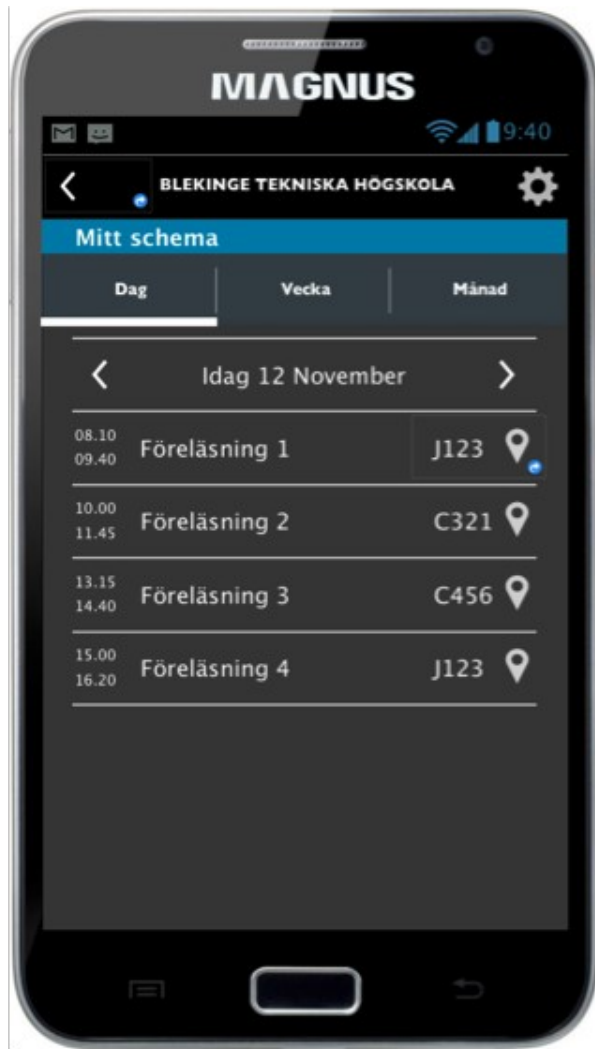 MAGNUS
9:40
BLEKINGE TEKNISKA HÖGSKOLA
Mitt schema
Dag Vecka Månad
Idag 12 November
08.10
09.40 Föreläsning 1 J123
10.00
11.45 Föreläsning 2 C321
13.15
14.40 Föreläsning 3 C456
15.00
16.20 Föreläsning 4 J123